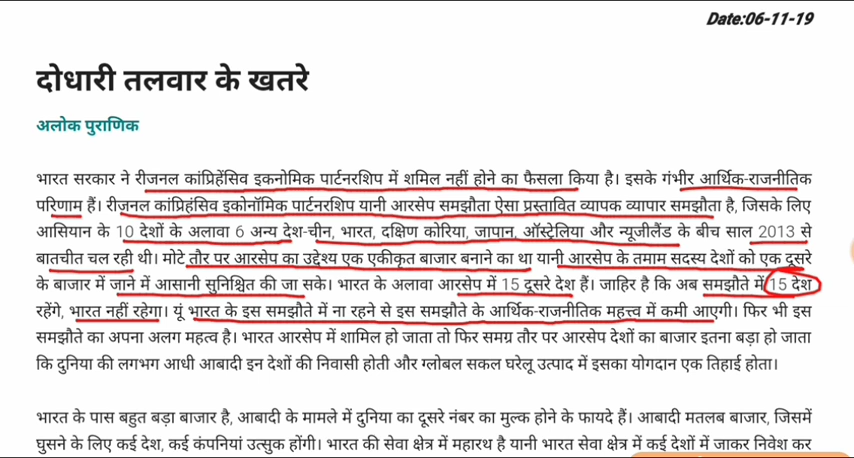 Date:06-11-19
दोधारी तलवार के खतरे
अलोक पुराणिक
भारत सरकार ने रीजनल कांप्रिहेंसिव इकनोमिक पार्टनरशिप में शमिल नहीं होने का फैसला किया है। इसके गंभीर आर्थिक-राजनीतिक
परिणाम हैं। रीजनल कांप्रिहंसिव इकोनॉमिक पार्टनरशिप यानी आरसेप समझौता ऐसा प्रस्तावित व्यापक व्यापार समझौता है, जिसके लिए
आसियान के 10 देशों के अलावा 6 अन्य देश-चीन, भारत, दक्षिण कोरिया, जापान, ऑस्ट्रेलिया और न्यूजीलैंड के बीच साल 2013 से
बातचीत चल रही थी। मोटे तौर पर आरसेप का उद्देश्य एक एकीकृत बाजार बनाने का था यानी आरसेप के तमाम सदस्य देशों को एक दूसरे
के बाजार में जाने में आसानी सुनिश्चित की जा सके। भारत के अलावा आरसेप में 15 दूसरे देश हैं। जाहिर है कि अब समझौते में 15 देश
रहेंगे, भारत नहीं रहेगा। यूं भारत के इस समझौते में ना रहने से इस समझौते के आर्थिक-राजनीतिक महत्त्व में कमी आएगी। फिर भी इस
समझौते का अपना अलग महत्व है। भारत आरसेप में शामिल हो जाता तो फिर समग्र तौर पर आरसेप देशों का बाजार इतना बड़ा हो जाता
कि दुनिया की लगभग आधी आबादी इन देशों की निवासी होती और ग्लोबल सकल घरेलू उत्पाद में इसका योगदान एक तिहाई होता।
भारत के पास बहुत बड़ा बाजार है, आबादी के मामले में दुनिया का दूसरे नंबर का मुल्क होने के फायदे हैं। आबादी मतलब बाजार, जिसमें
घुसने के लिए कई देश, कई कंपनियां उत्सुक होंगी। भारत की सेवा क्षेत्र में महारथ है यानी भारत सेवा क्षेत्र में कई देशों में जाकर निवेश कर